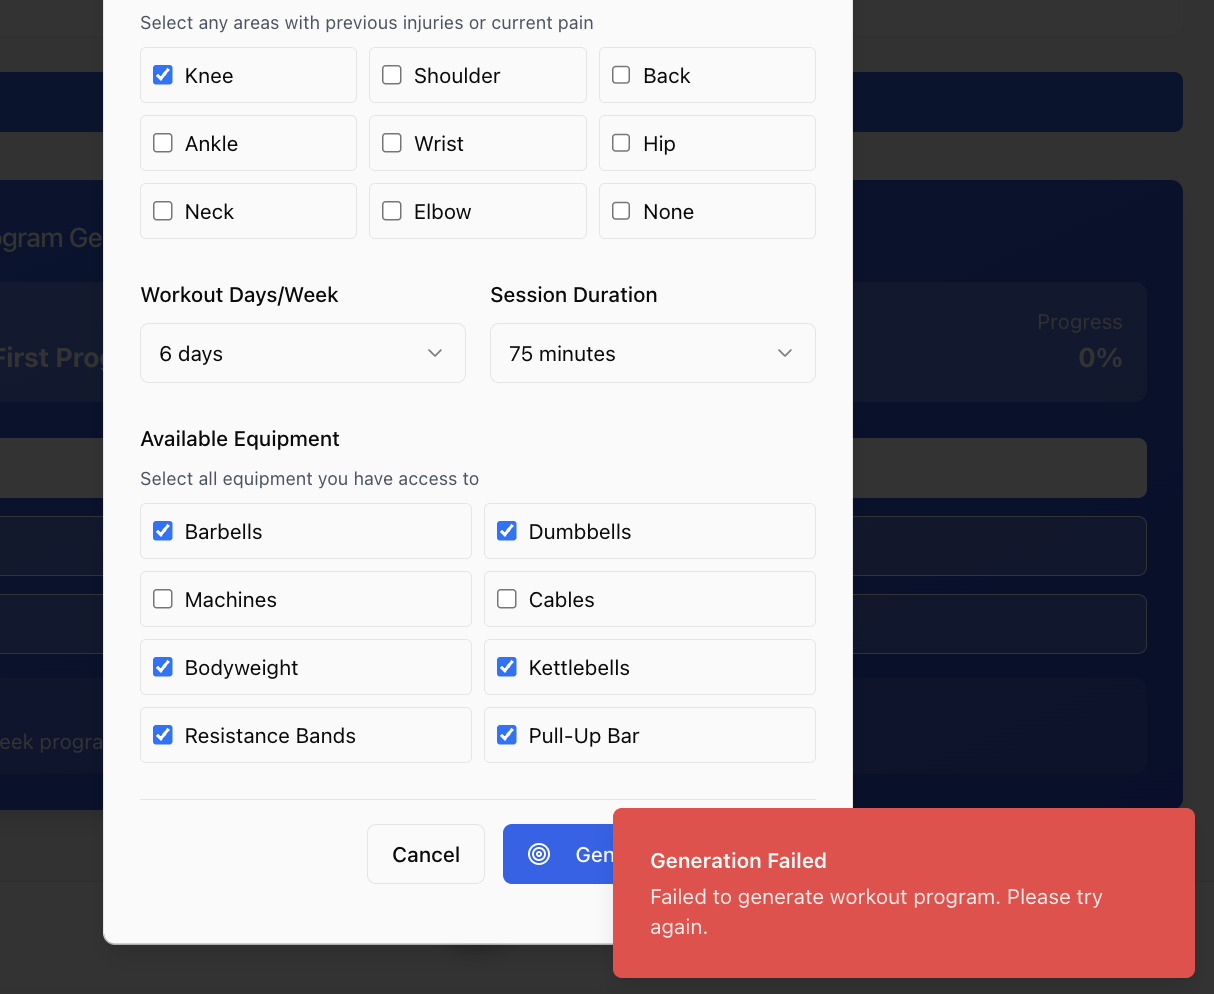 Select any areas with previous injuries or current pain
Knee
Shoulder
Back
Ankle
Wrist
Hip
Neck
Elbow
None
ogram Ge
First Prog
Progress
0%
Workout Days/Week
Session Duration
6 days
75 minutes
Available Equipment
Select all equipment you have access to
Barbells
Dumbbells
Machines
Cables
Bodyweight
Kettlebells
Resistance Bands
Pull-Up Bar
eek progra
Cancel
Gen
Generation Failed
Failed to generate workout program. Please try
again.